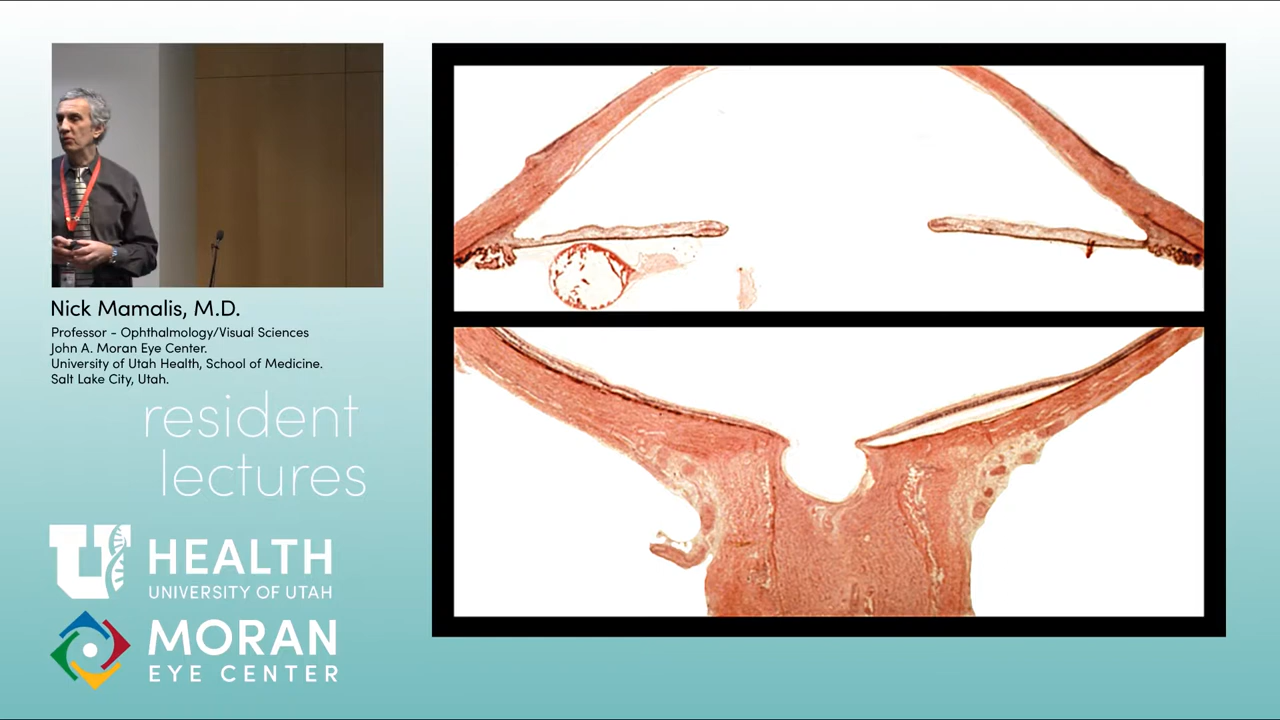 Nick Mamalis, M.D.
Professor - Ophthalmology/Visual Sciences
John A. Moran Eye Center.
University of Utah Health, School of Medicine.
Salt Lake City, Utah.
resident
lectures
U
HEALTH
UNIVERSITY OF UTAH
MORAN
EYE CENTER